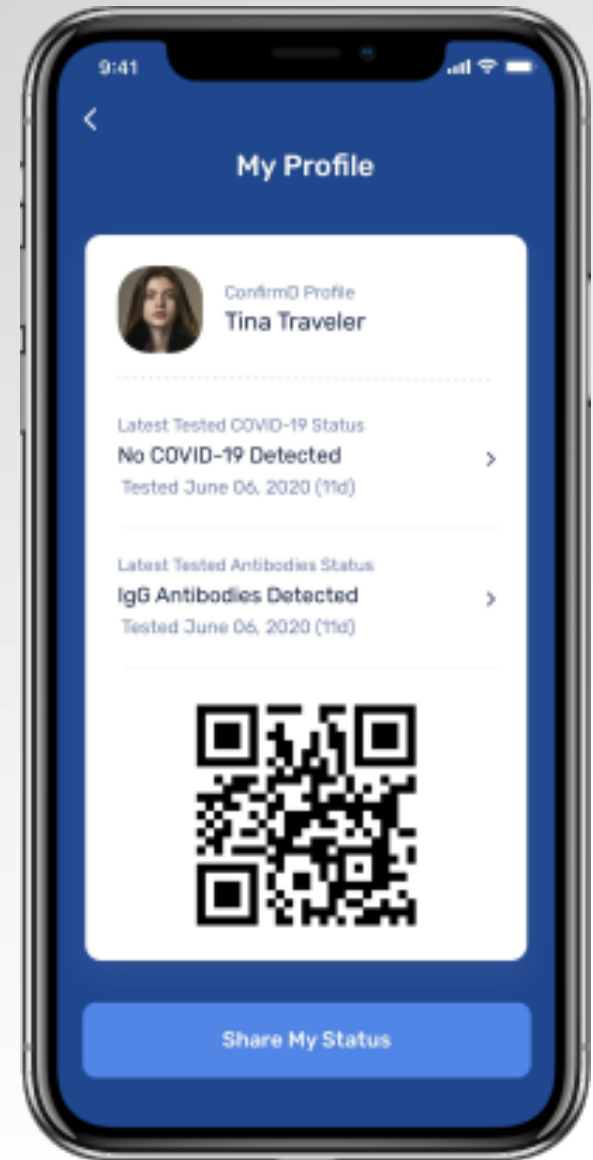 9:41
My Profile
ConfirmD Profile
Tina Traveler
Latest Tested COVID-19 Status
No COVID-19 Detected
Tested June 06, 2020 (11d)
Latest Tested Antibodies Status
IgG Antibodies Detected
Tested June 06, 2020 (11d)
Share My Status